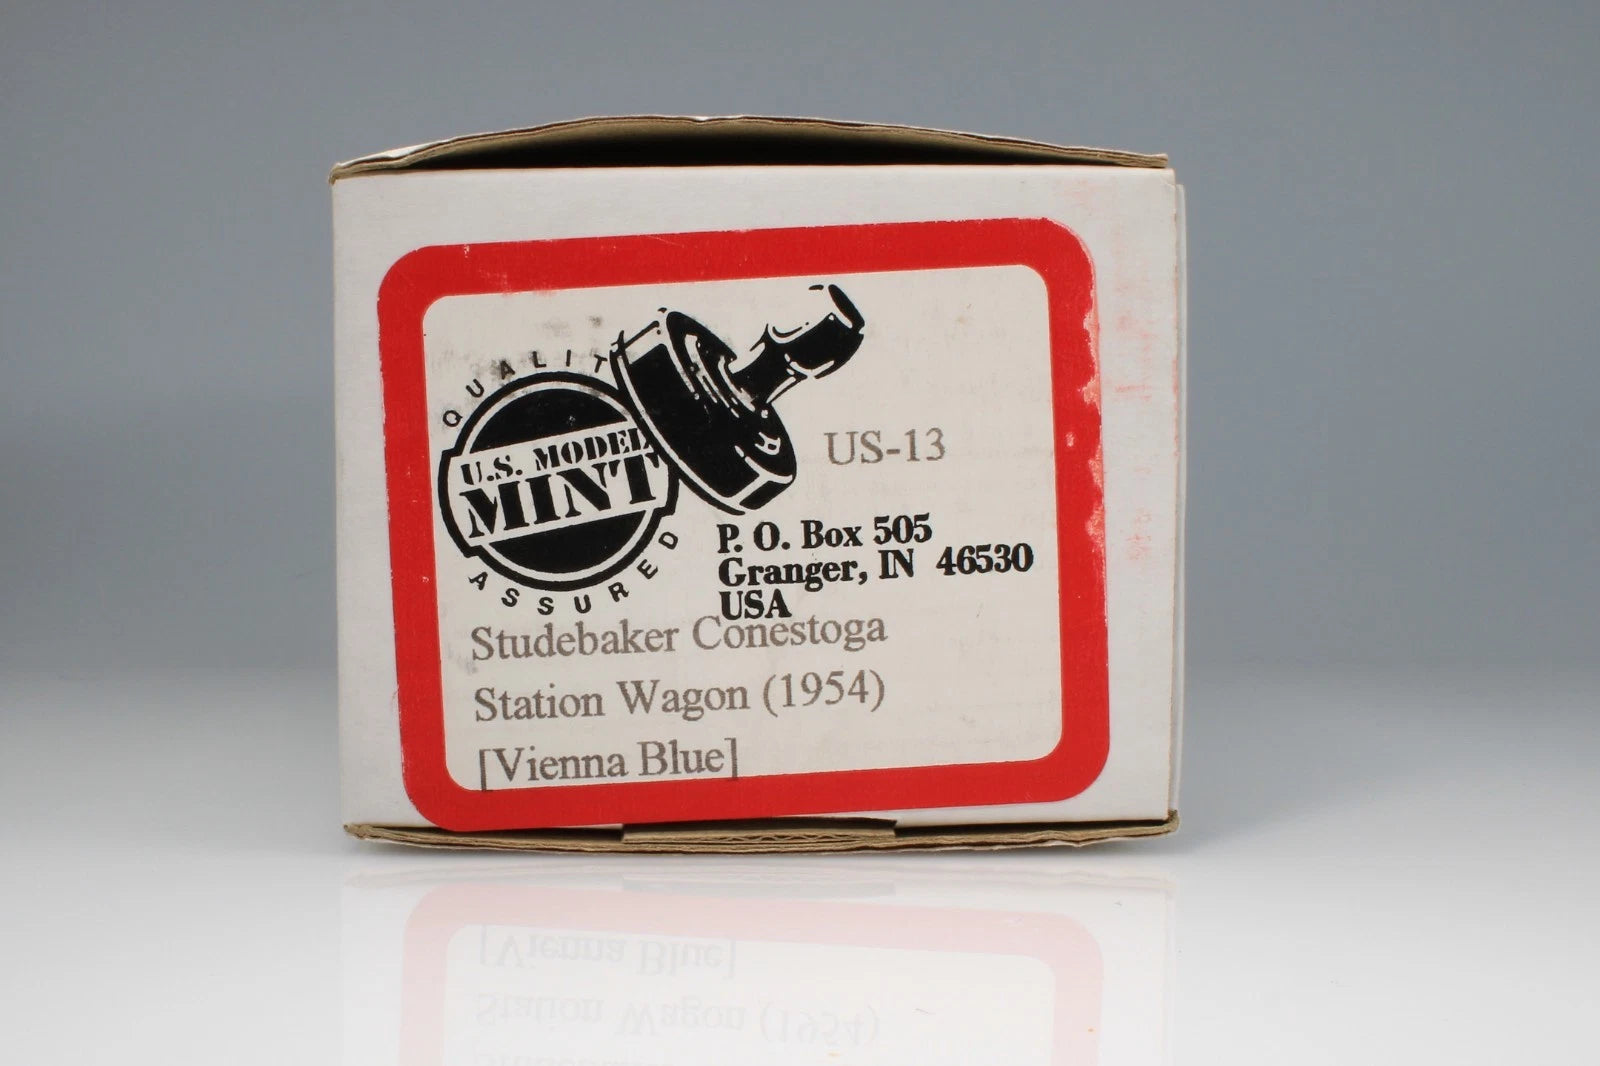 QUALITY
U.S. MODEL
MINT
ASSURED
US-13
P. O. Box 505
Granger, IN 46530
USA
Studebaker Conestoga
Station Wagon (1954)
[Vienna Blue]